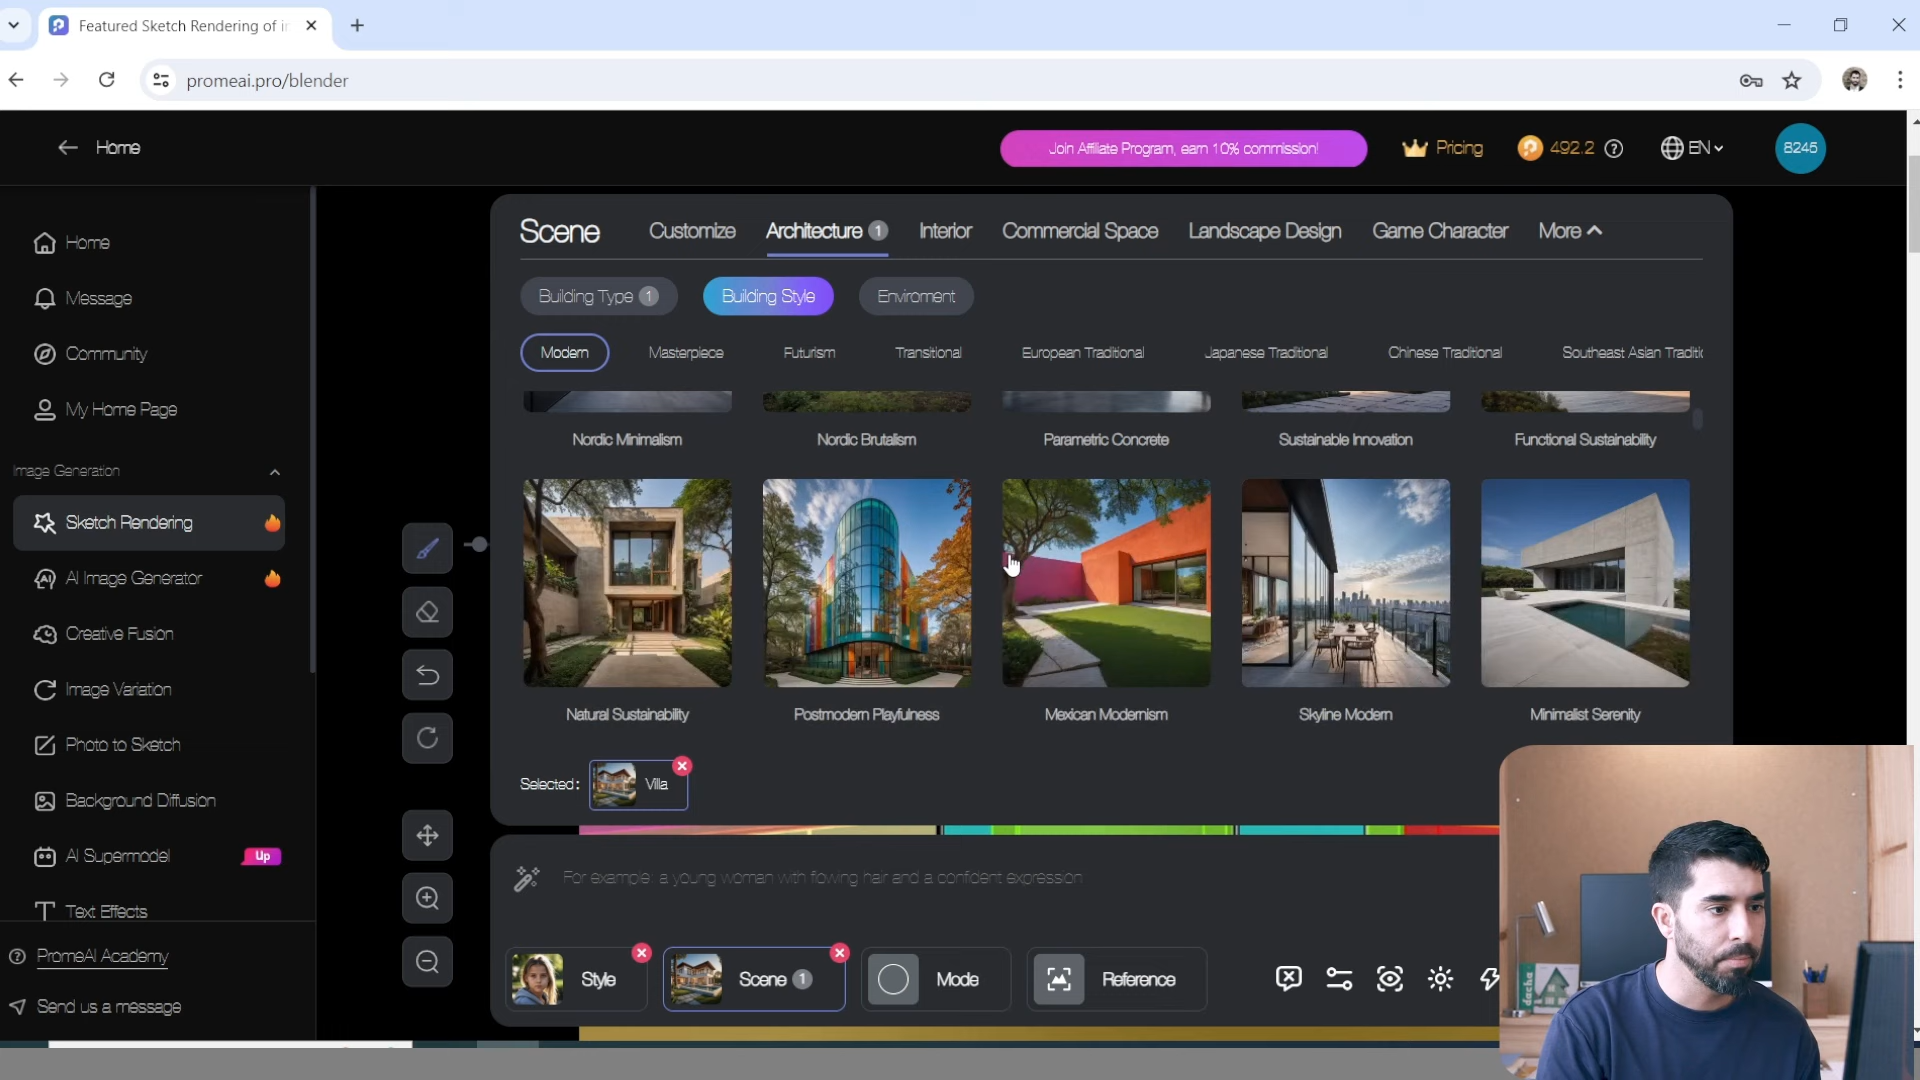 Featured Sketch Rendering of in
promeai.pro/blender
Home
Join Affiliate Program, earn 10% commission!
Pricing
492.2
EN
8245
Home
Message
Community
My Home Page
Image Generation
Sketch Rendering
AI Image Generator
Creative Fusion
Image Variation
Photo to Sketch
Background Diffusion
AI Supermodel Up
Text Effects
PromeAI Academy
Send us a message
Scene
Customize
Architecture 1
Interior
Commercial Space
Landscape Design
Game Character
More
Building Type 1
Building Style
Enviroment
Modern
Masterpiece
Futurism
Transitional
European Traditional
Japanese Traditional
Chinese Traditional
Southeast Asian Traditic
Nordic Minimalism
Nordic Brutalism
Parametric Concrete
Sustainable Innovation
Functional Sustainability
Natural Sustainability
Postmodern Playfulness
Mexican Modernism
Skyline Modern
Minimalist Serenity
Selected:
Villa
For example: a young woman with flowing hair and a confident expression
Style
Scene 1
Mode
Reference
dacha